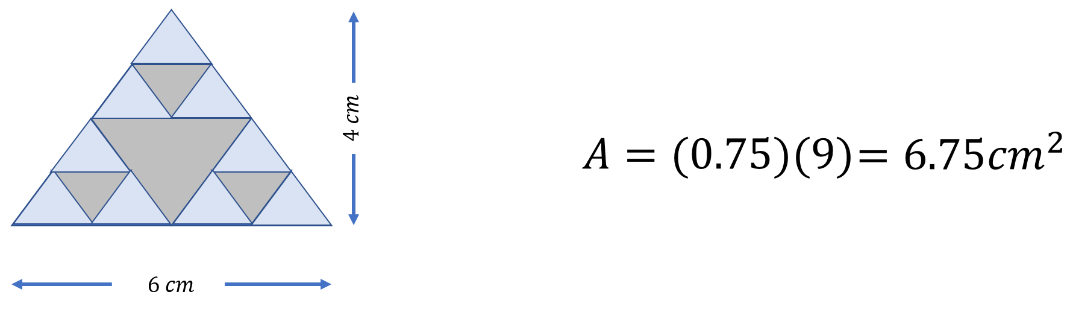 4 cm
6 cm
A = (0.75)(9)= 6.75cm²